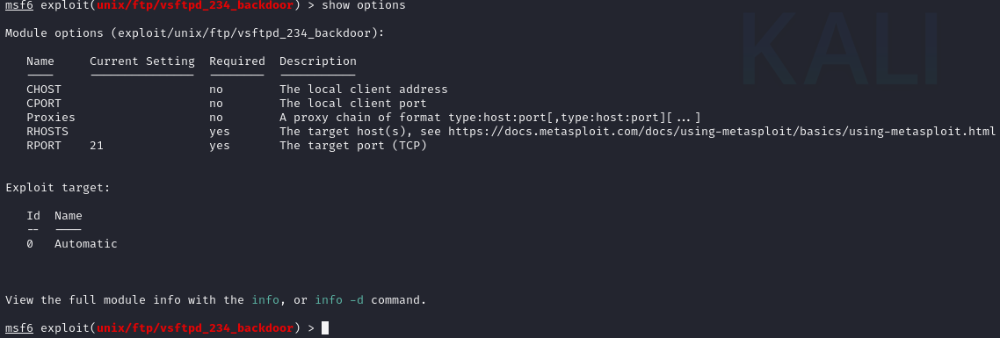 msf6 exploit(unix/ftp/vsftpd_234_backdoor) > show options
KALI
Module options (exploit/unix/ftp/vsftpd_234_backdoor):
Name Current Setting Required Description
---- --------------- -------- -----------
CHOST no The local client address
CPORT no The local client port
Proxies no A proxy chain of format type:host:port[,type:host:port][...]
RHOSTS yes The target host(s), see https://docs.metasploit.com/docs/using-metasploit/basics/using-metasploit.html
RPORT 21 yes The target port (TCP)
Exploit target:
Id Name
-- ----
0 Automatic
View the full module info with the info, or info -d command.
msf6 exploit(unix/ftp/vsftpd_234_backdoor) >